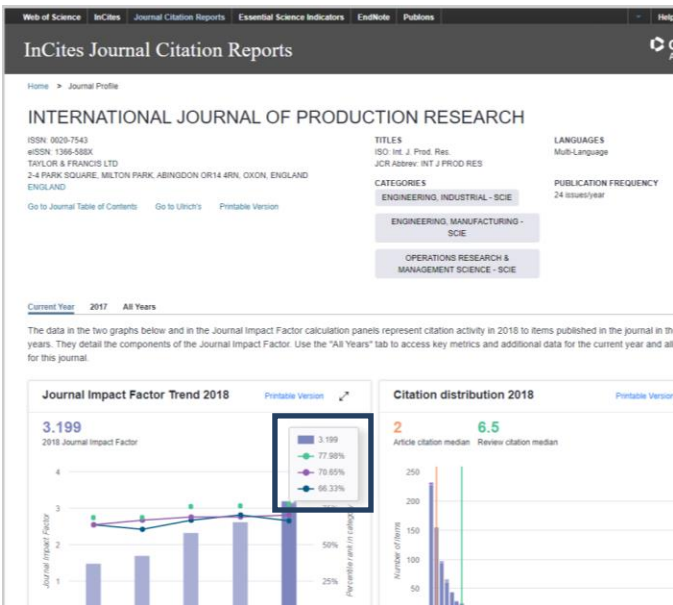 Web of Science InCites Journal Citation Reports Essential Science Indicators EndNote Publons Help
InCites Journal Citation Reports
Home > Journal Profile
INTERNATIONAL JOURNAL OF PRODUCTION RESEARCH
ISSN: 0020-7543
eISSN: 1366-588X
TAYLOR & FRANCIS LTD
2-4 PARK SQUARE, MILTON PARK, ABINGDON OR14 4RN, OXON, ENGLAND
ENGLAND
Go to Journal Table of Contents Go to Ulrich's Printable Version
TITLES
ISO: Int. J. Prod. Res.
JCR Abbrev: INT J PROD RES
CATEGORIES
ENGINEERING, INDUSTRIAL - SCIE
ENGINEERING, MANUFACTURING -
SCIE
OPERATIONS RESEARCH &
MANAGEMENT SCIENCE - SCIE
LANGUAGES
Multi-Language
PUBLICATION FREQUENCY
24 issues/year
Current Year 2017 All Years
The data in the two graphs below and in the Journal Impact Factor calculation panels represent citation activity in 2018 to items published in the journal in th
years. They detail the components of the Journal Impact Factor. Use the "All Years" tab to access key metrics and additional data for the current year and all
for this journal.
Journal Impact Factor Trend 2018 Printable Version
3.199
2018 Journal Impact Factor
3.199
77.98%
70.65%
66.33%
4
3
2
1
Journal Impact Factor
50%
25%
Percentile rank in category
Citation distribution 2018 Printable Version
2 6.5
Article citation median Review citation median
250
200
150
100
50
Number of items